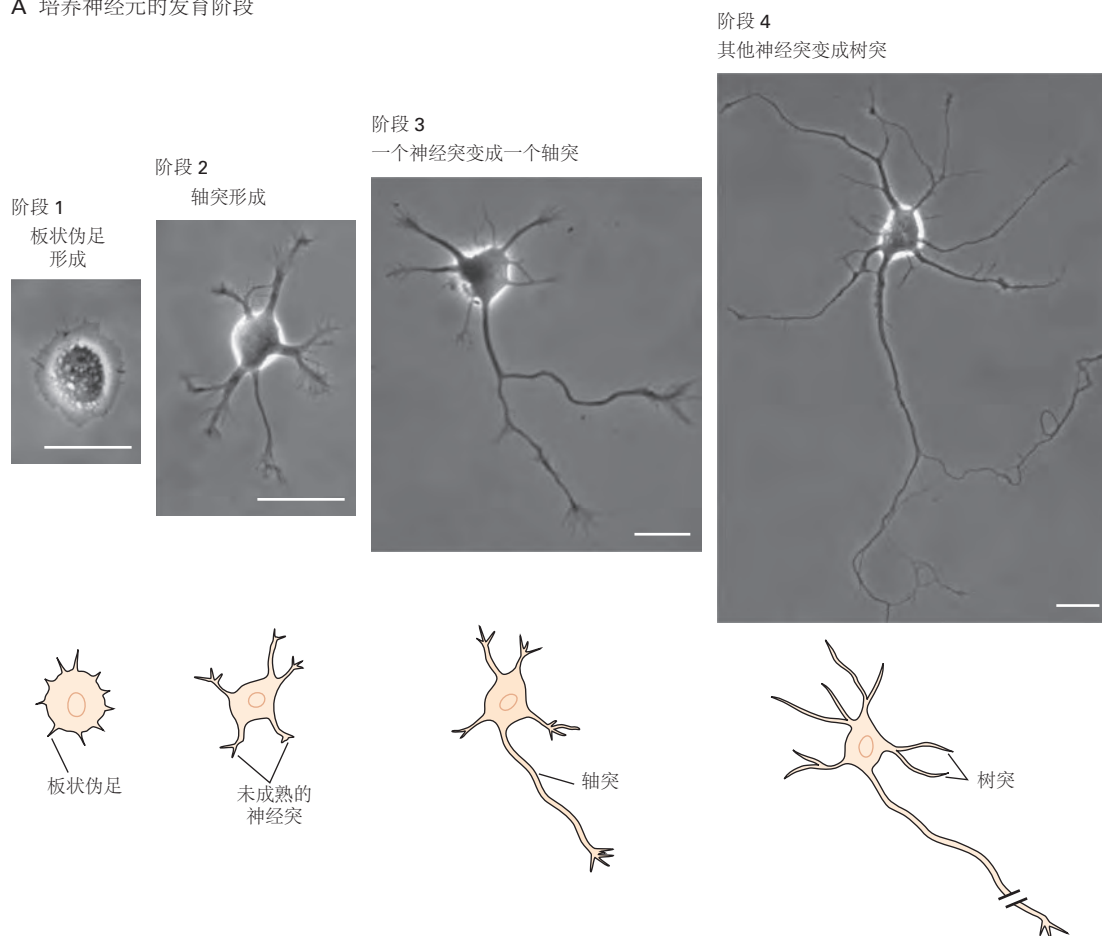 A 培养神经元的发育阶段
阶段 1
板状伪足
形成
阶段 2
轴突形成
阶段 3
一个神经突变成一个轴突
阶段 4
其他神经突变成树突
板状伪足
未成熟的
神经突
轴突
树突